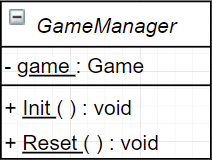 GameManager
- game : Game
+ Init ( ) : void
+ Reset ( ) : void